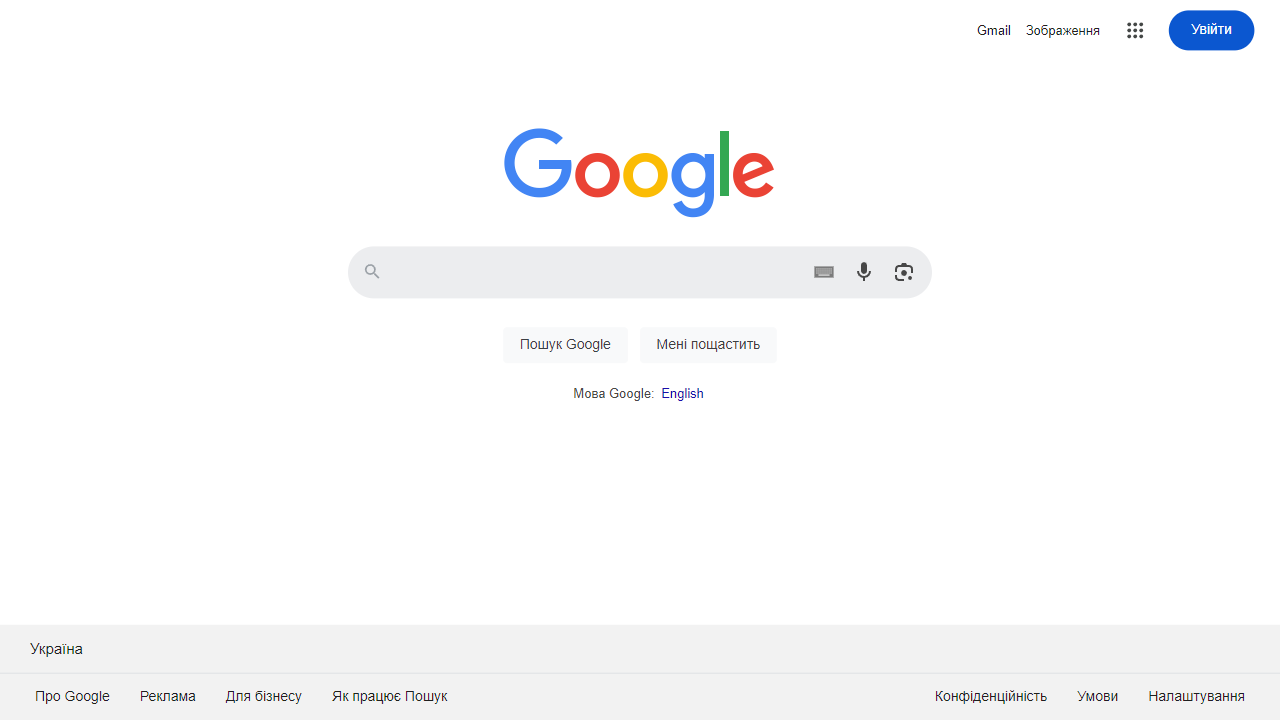 Gmail Зображення Увійти
Google
Пошук Google Мені пощастить
Мова Google: English
Україна
Про Google Реклама Для бізнесу Як працює Пошук Конфіденційність Умови Налаштування